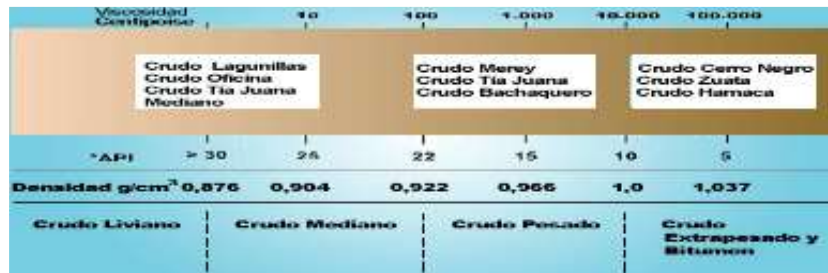 Viscosidad
Centipoise 10 100 1.000 10.000 100.000
Crudo Lagunillas
Crudo Oficina
Crudo Tía Juana
Mediano
Crudo Merey
Crudo Tía Juana
Crudo Bachaquero
Crudo Cerro Negro
Crudo Zuata
Crudo Hamaca
°API ≥ 30 25 22 15 10 5
Densidad g/cm³ 0,876 0,904 0,922 0,966 1,0 1,037
Crudo Liviano
Crudo Mediano
Crudo Pesado
Crudo
Extrapesado y
Bitumen